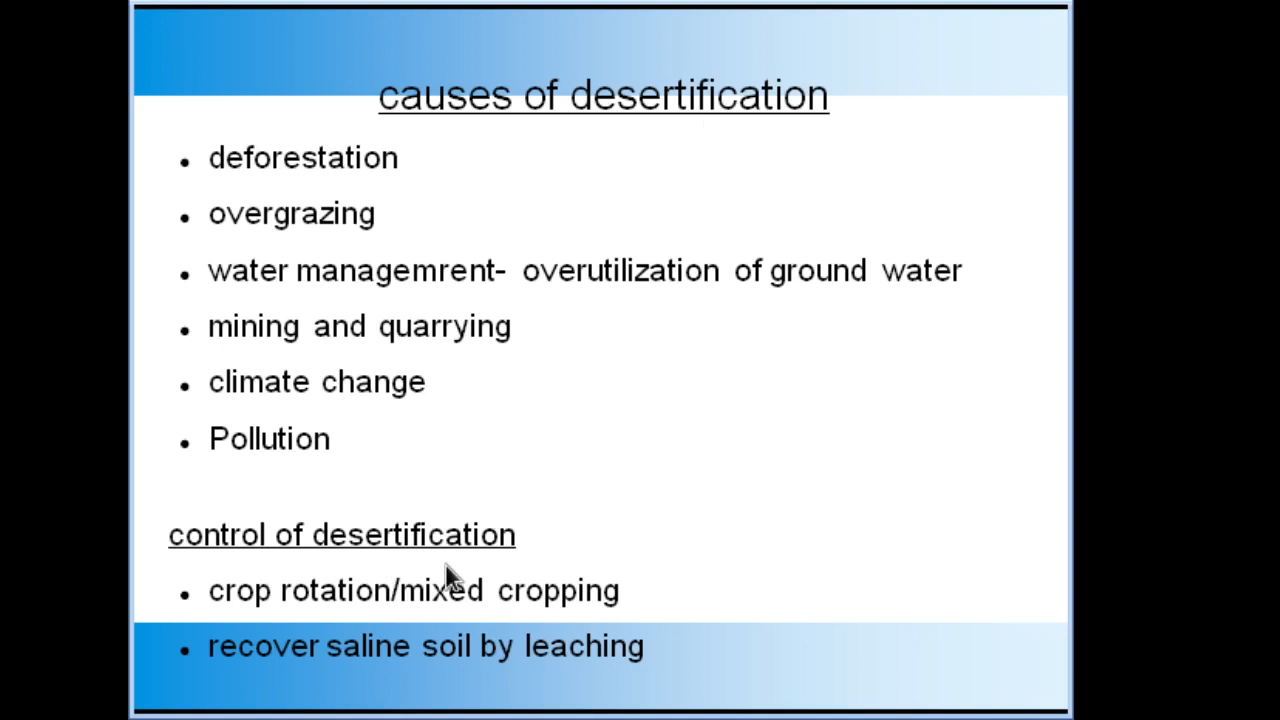 causes of desertification
• deforestation
• overgrazing
• water managemrent- overutilization of ground water
• mining and quarrying
• climate change
• Pollution
control of desertification
• crop rotation/mixed cropping
• recover saline soil by leaching